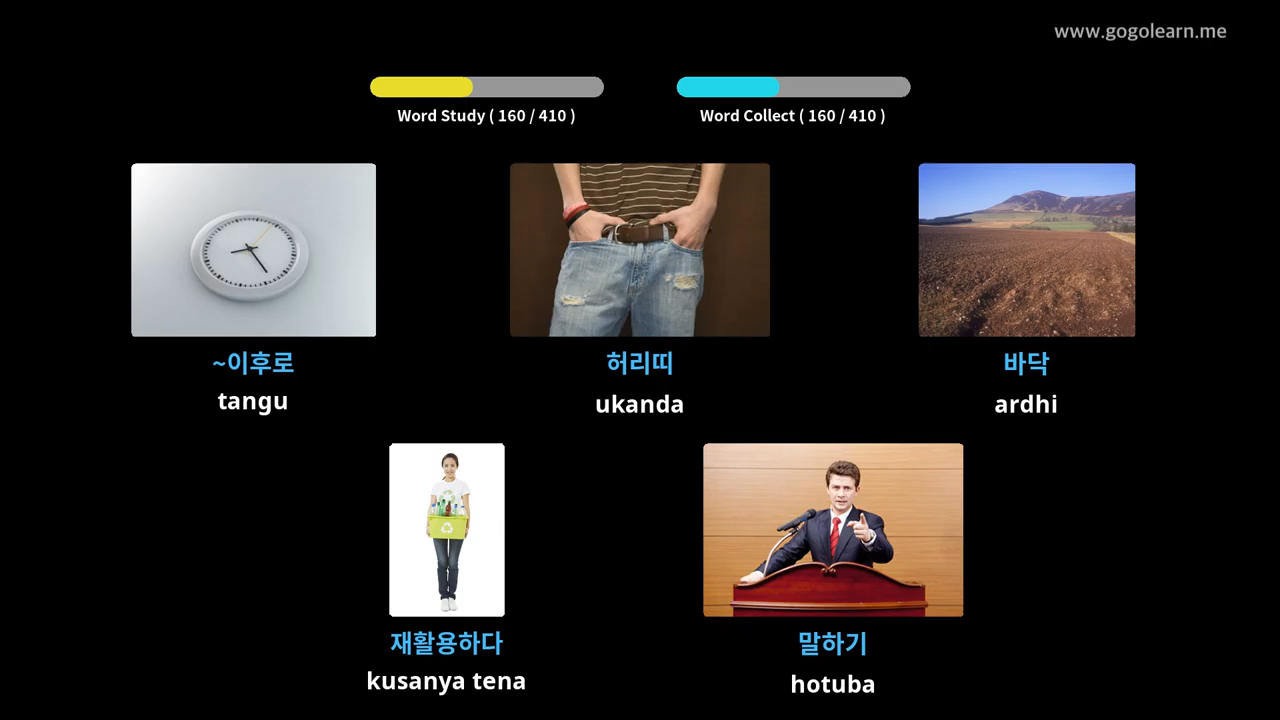 www.gogolearn.me
Word Study ( 160 / 410 )
Word Collect ( 160 / 410 )
~이후로
tangu
허리띠
ukanda
바닥
ardhi
재활용하다
kusanya tena
말하기
hotuba